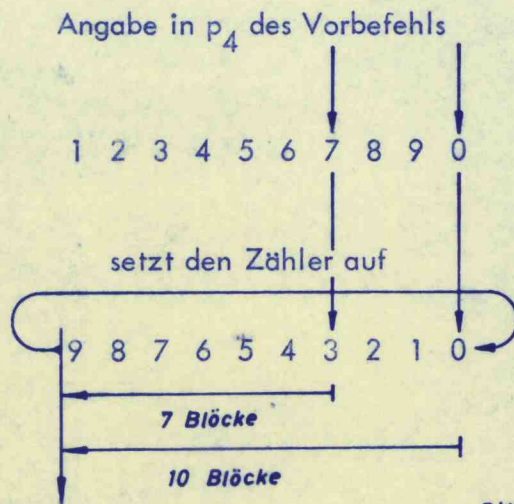 Angabe in p4 des Vorbefehls
1 2 3 4 5 6 7 8 9 0
setzt den Zähler auf
9 8 7 6 5 4 3 2 1 0
7 Blöcke
10 Blöcke